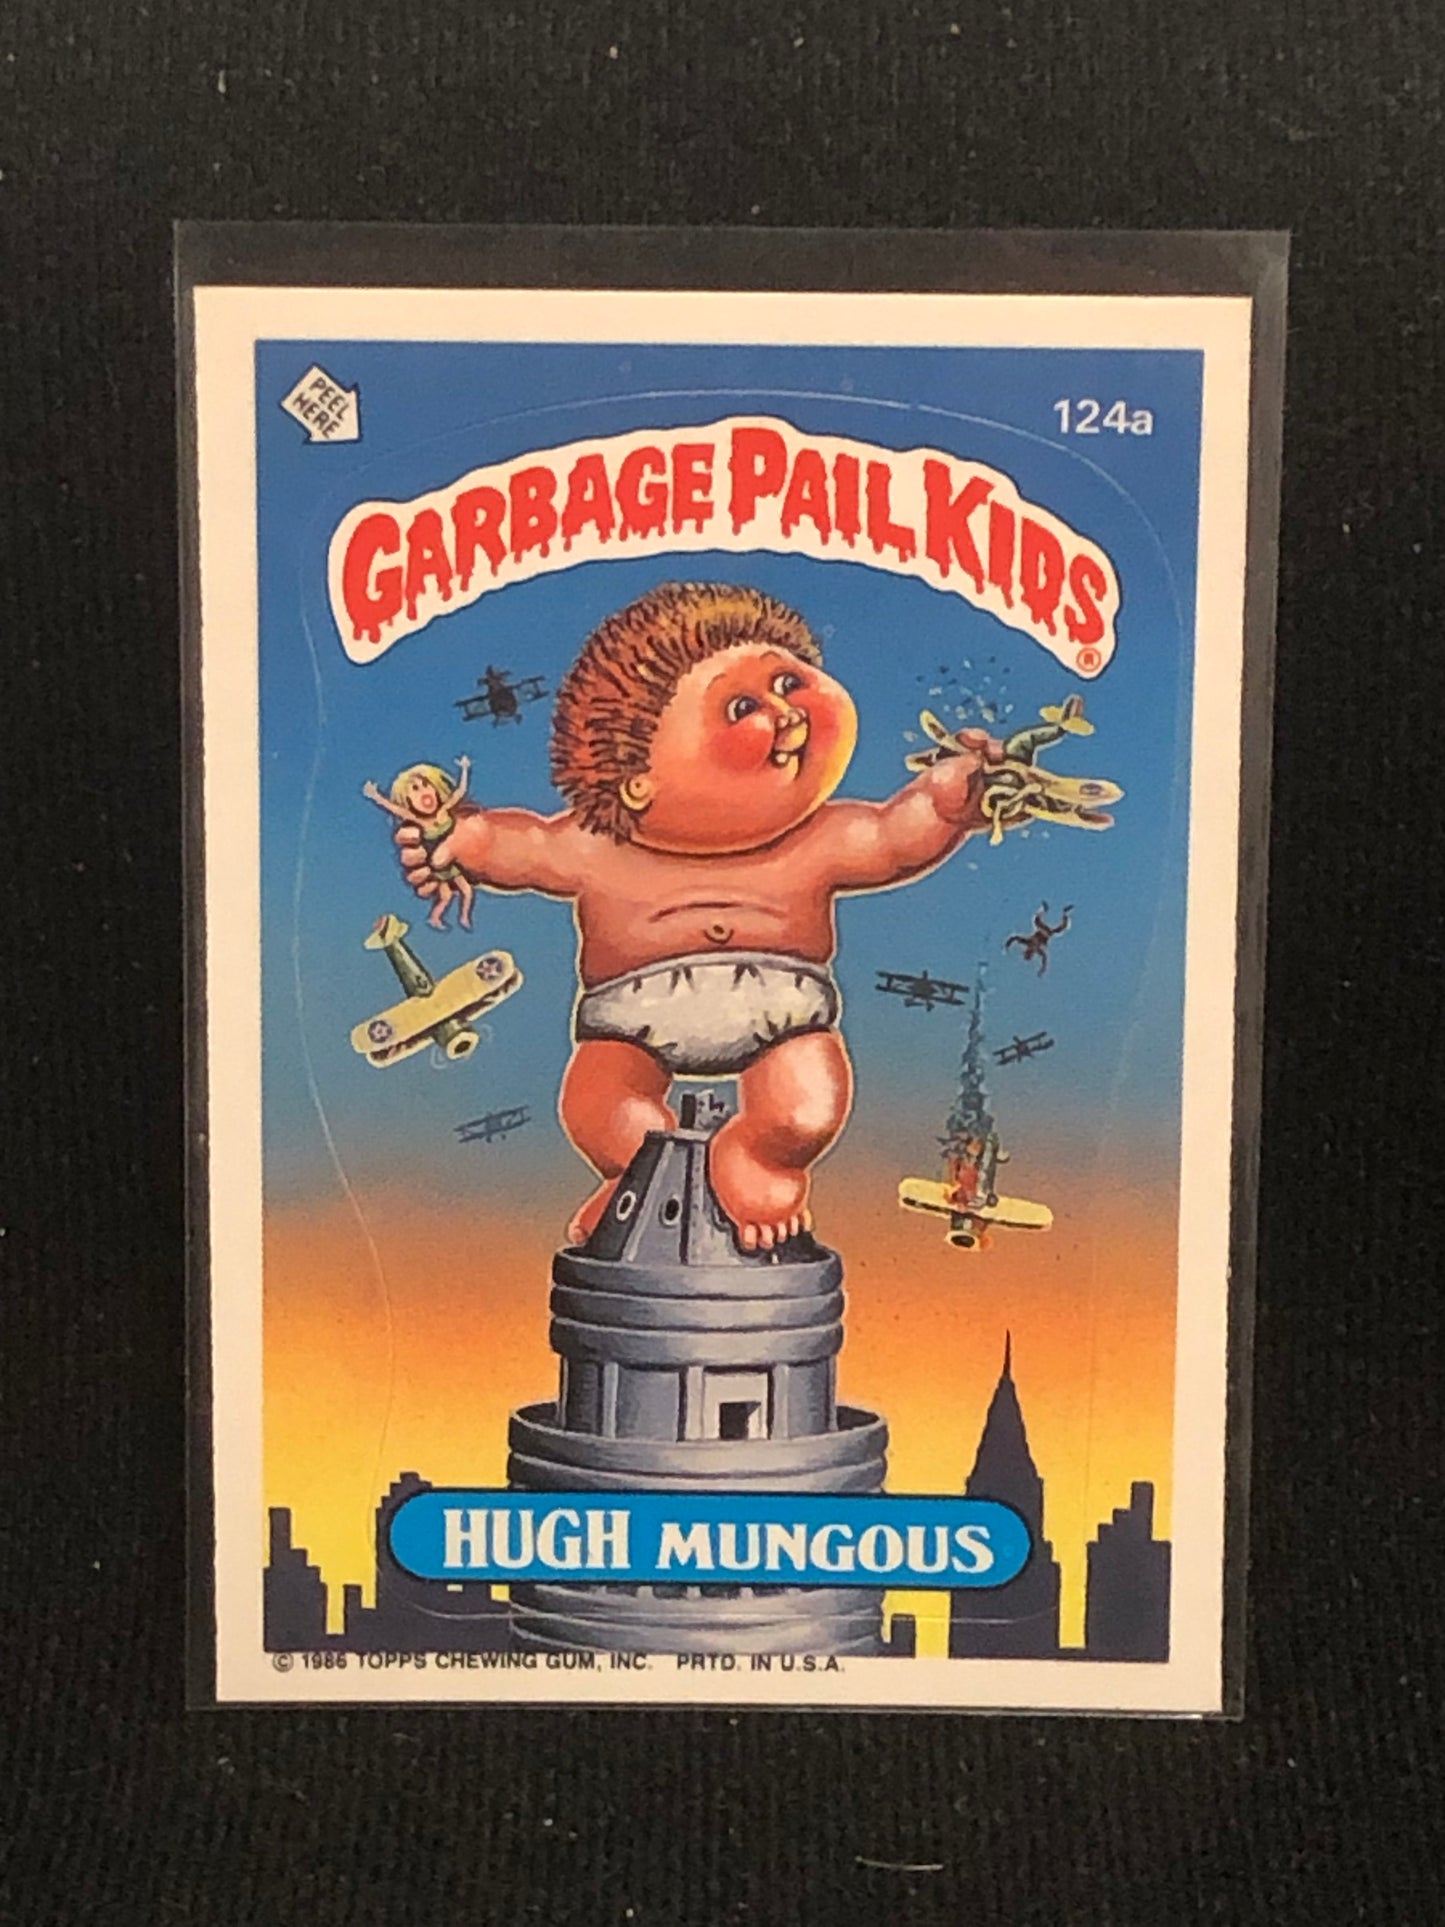 PEEL
HERE
124a
GARBAGE PAIL KIDS®
HUGH MUNGOUS
© 1986 TOPPS CHEWING GUM, INC. PRTD. IN U.S.A.